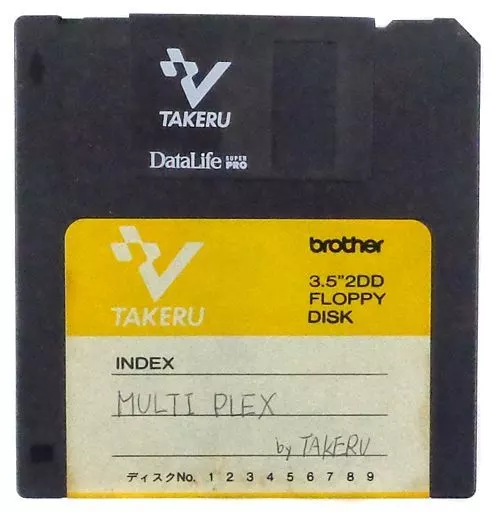 TAKERU
DataLife SUPER PRO
TAKERU
brother
3.5"2DD
FLOPPY
DISK
INDEX
MULTI PLEX
by TAKERU
ディスクNo. 1 2 3 4 5 6 7 8 9